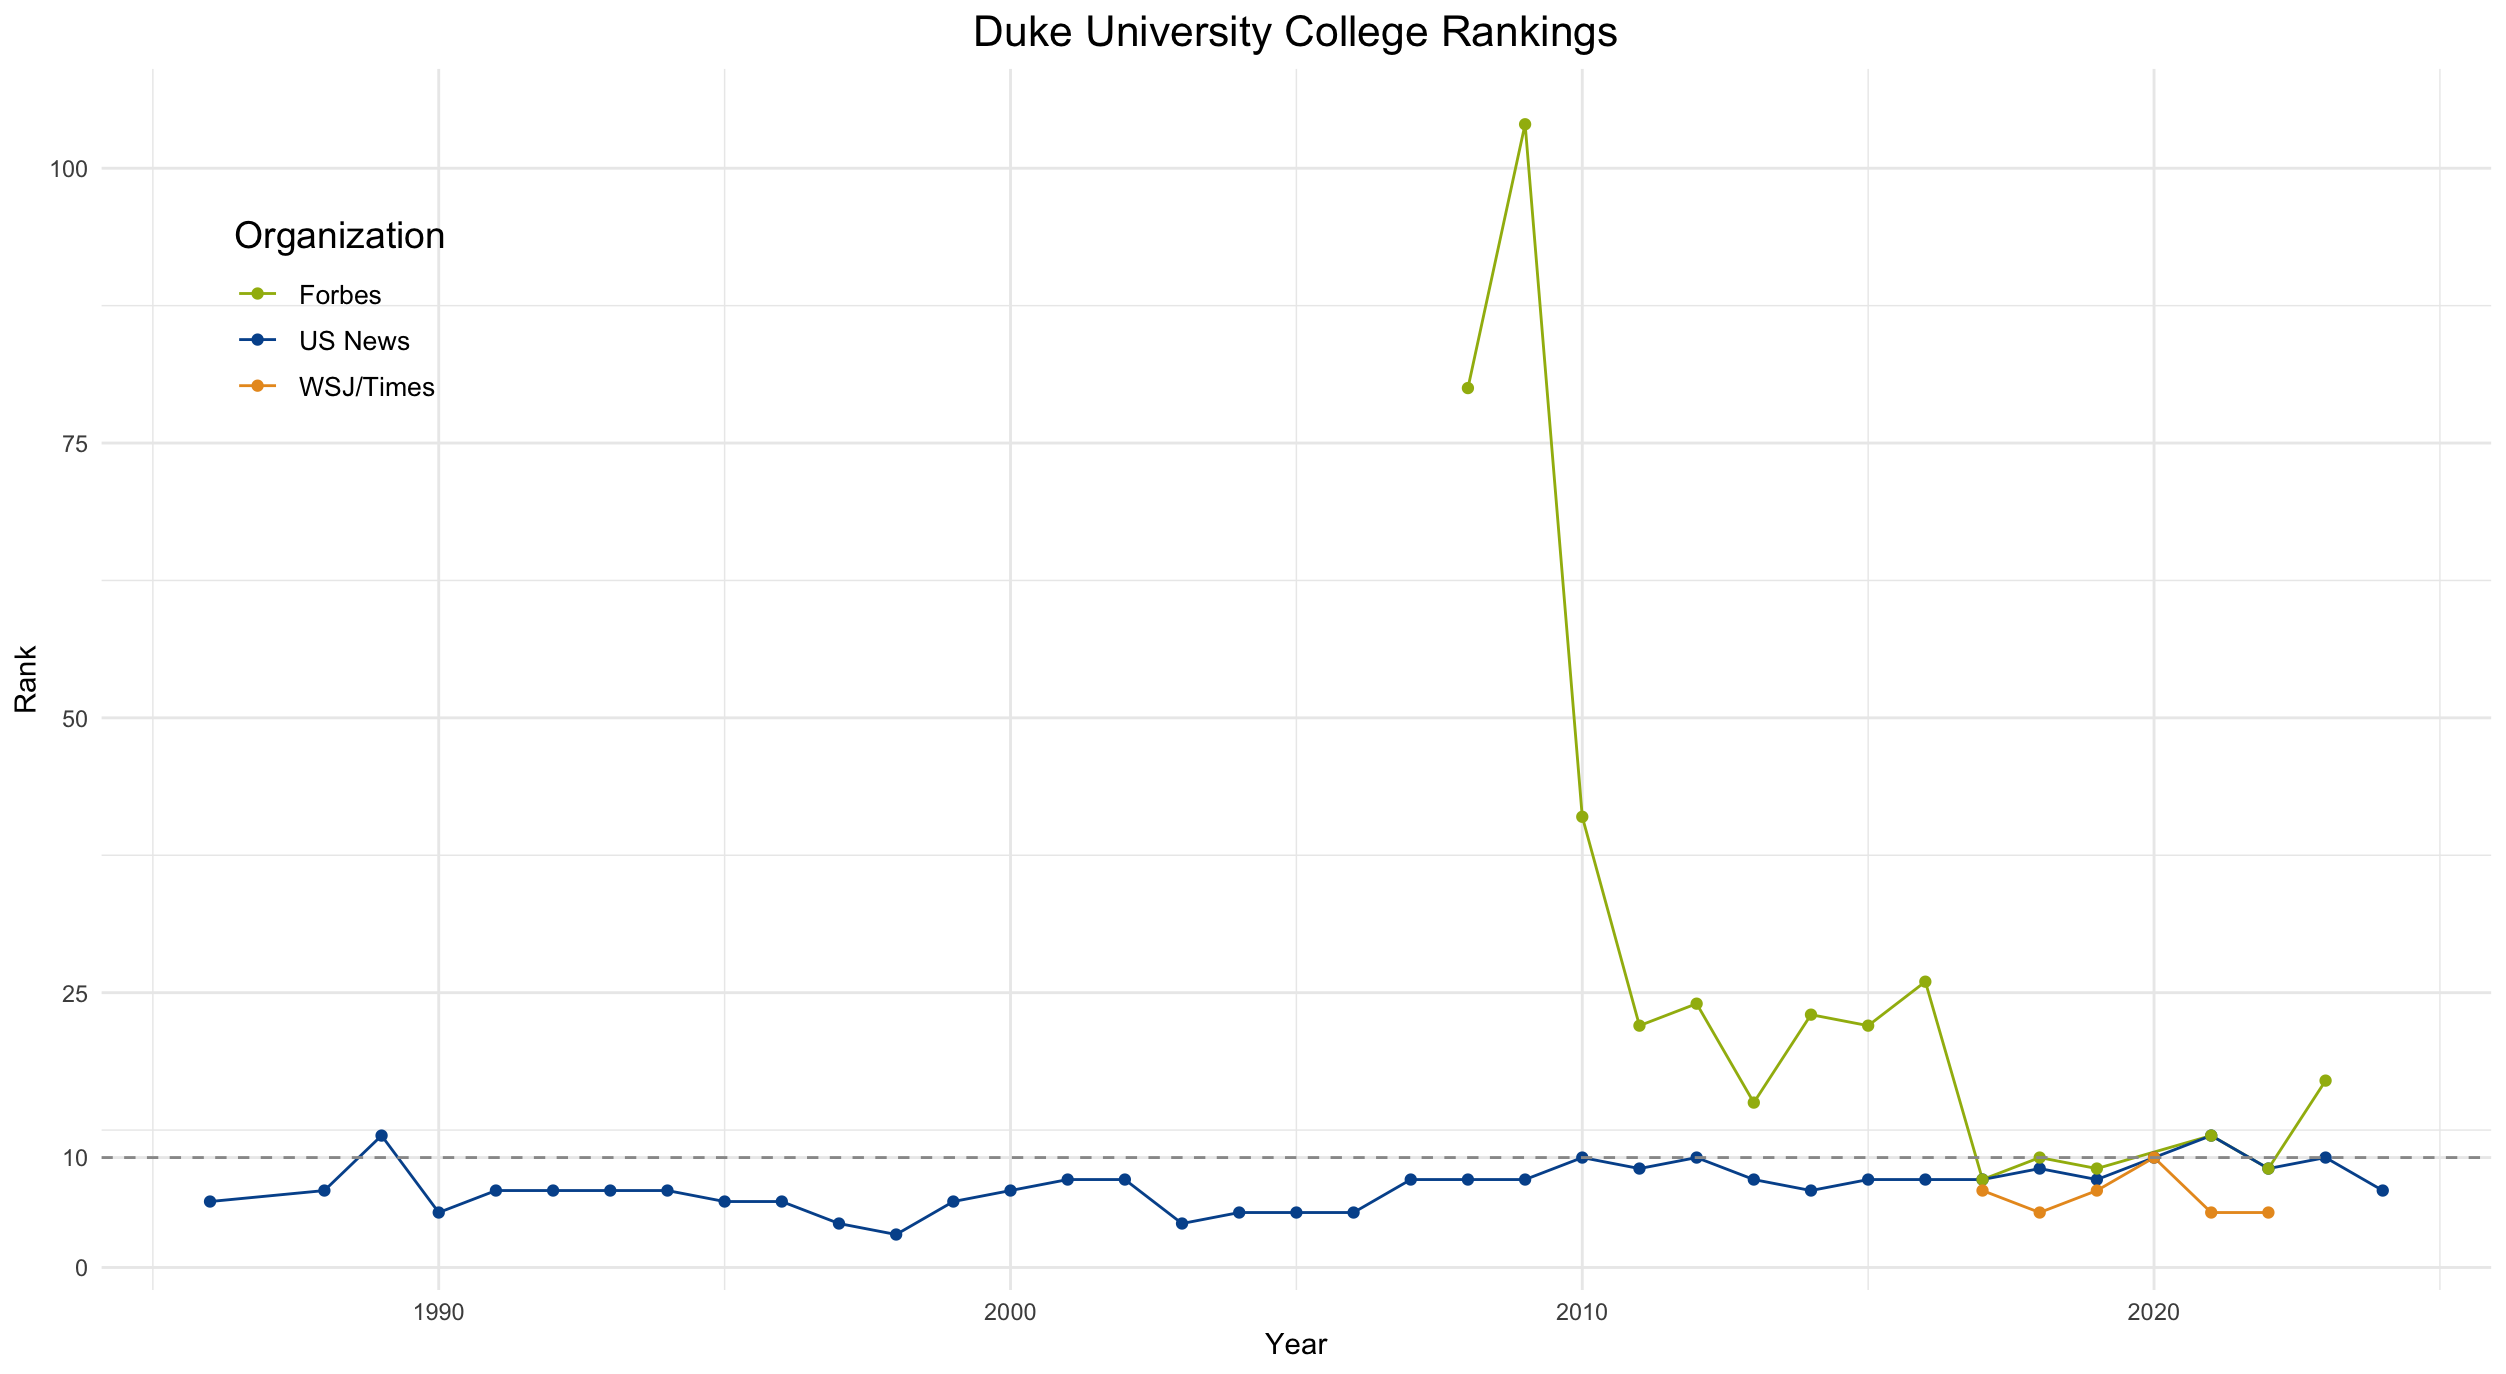 Duke University College Rankings
Organization
Forbes
US News
WSJ/Times
100
75
50
25
10
0
Rank
1990
2000
2010
2020
Year